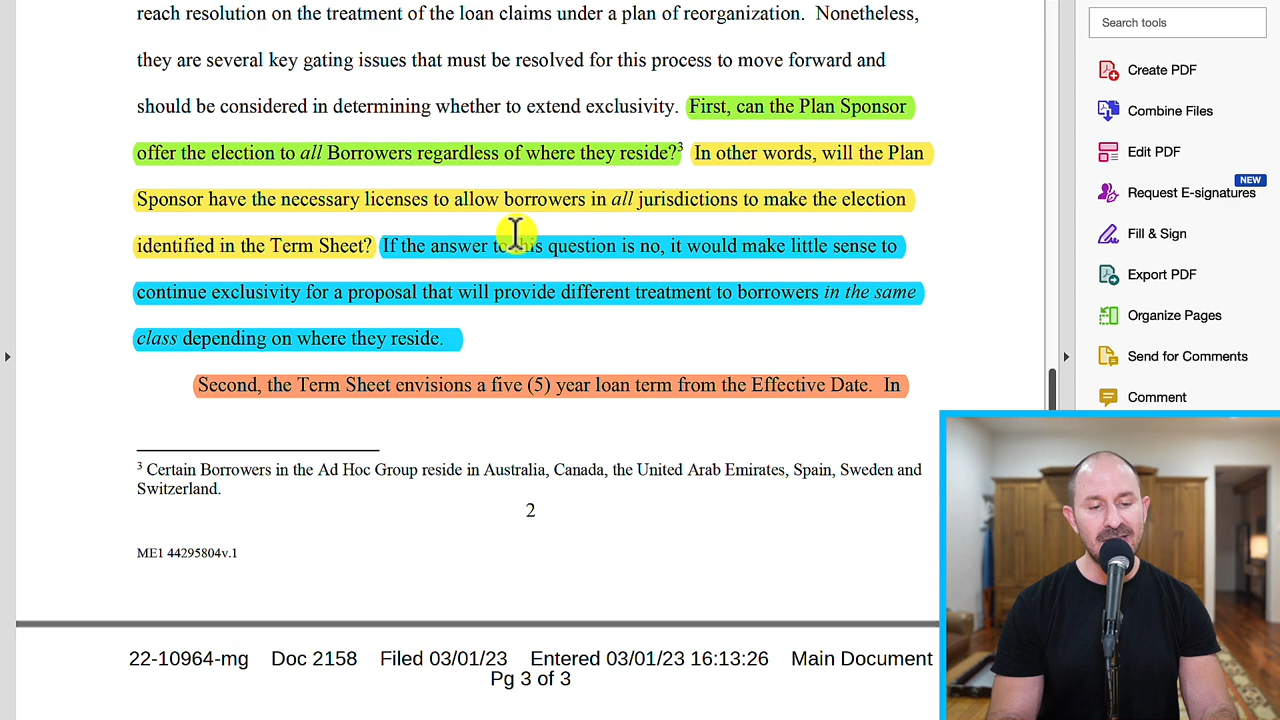 reach resolution on the treatment of the loan claims under a plan of reorganization. Nonetheless,
they are several key gating issues that must be resolved for this process to move forward and
should be considered in determining whether to extend exclusivity. First, can the Plan Sponsor
offer the election to all Borrowers regardless of where they reside?3 In other words, will the Plan
Sponsor have the necessary licenses to allow borrowers in all jurisdictions to make the election
identified in the Term Sheet? If the answer to this question is no, it would make little sense to
continue exclusivity for a proposal that will provide different treatment to borrowers in the same
class depending on where they reside.
Second, the Term Sheet envisions a five (5) year loan term from the Effective Date. In
3 Certain Borrowers in the Ad Hoc Group reside in Australia, Canada, the United Arab Emirates, Spain, Sweden and
Switzerland.
2
ME1 44295804v.1
22-10964-mg Doc 2158 Filed 03/01/23 Entered 03/01/23 16:13:26 Main Document
Pg 3 of 3
Search tools
Create PDF
Combine Files
Edit PDF
NEW
Request E-signatures
Fill & Sign
Export PDF
Organize Pages
Send for Comments
Comment